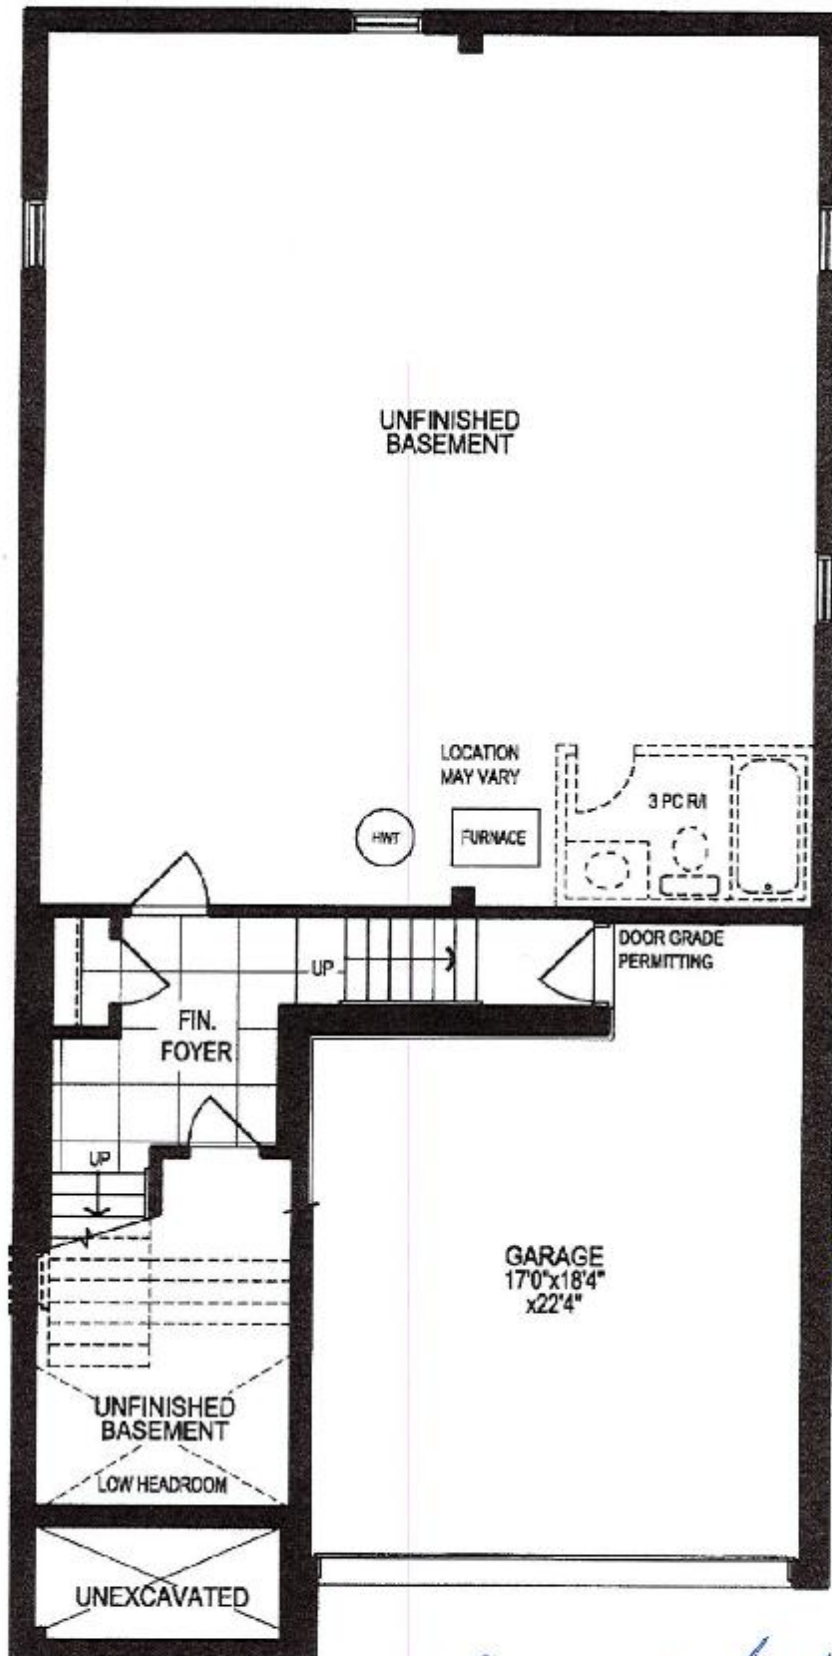 UNFINISHED
BASEMENT
LOCATION
MAY VARY
3 PC R/I
HWT
FURNACE
DOOR GRADE
PERMITTING
UP
FIN.
FOYER
UP
GARAGE
17'0"x18'4"
x22'4"
UNFINISHED
BASEMENT
LOW HEADROOM
UNEXCAVATED